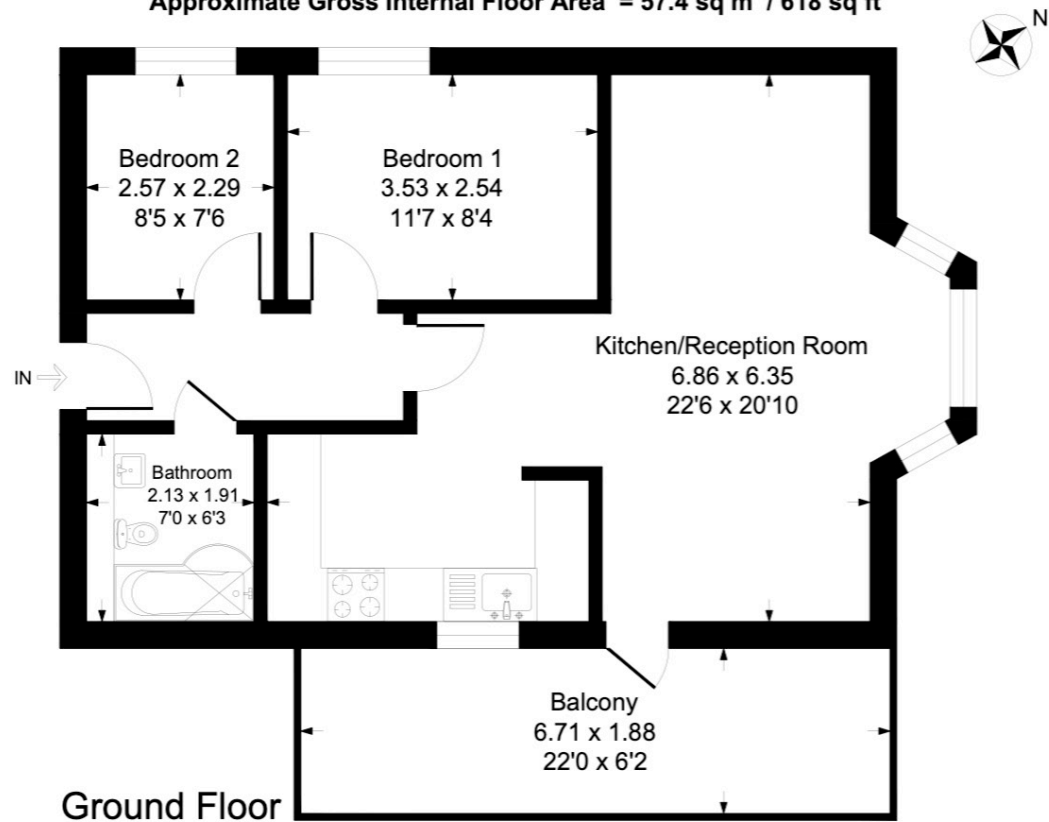 Approximate Gross Internal Floor Area = 57.4 sq m / 618 sq ft
N
Bedroom 2
2.57 x 2.29
8'5 x 7'6
Bedroom 1
3.53 x 2.54
11'7 x 8'4
IN
Kitchen/Reception Room
6.86 x 6.35
22'6 x 20'10
Bathroom
2.13 x 1.91
7'0 x 6'3
Balcony
6.71 x 1.88
22'0 x 6'2
Ground Floor